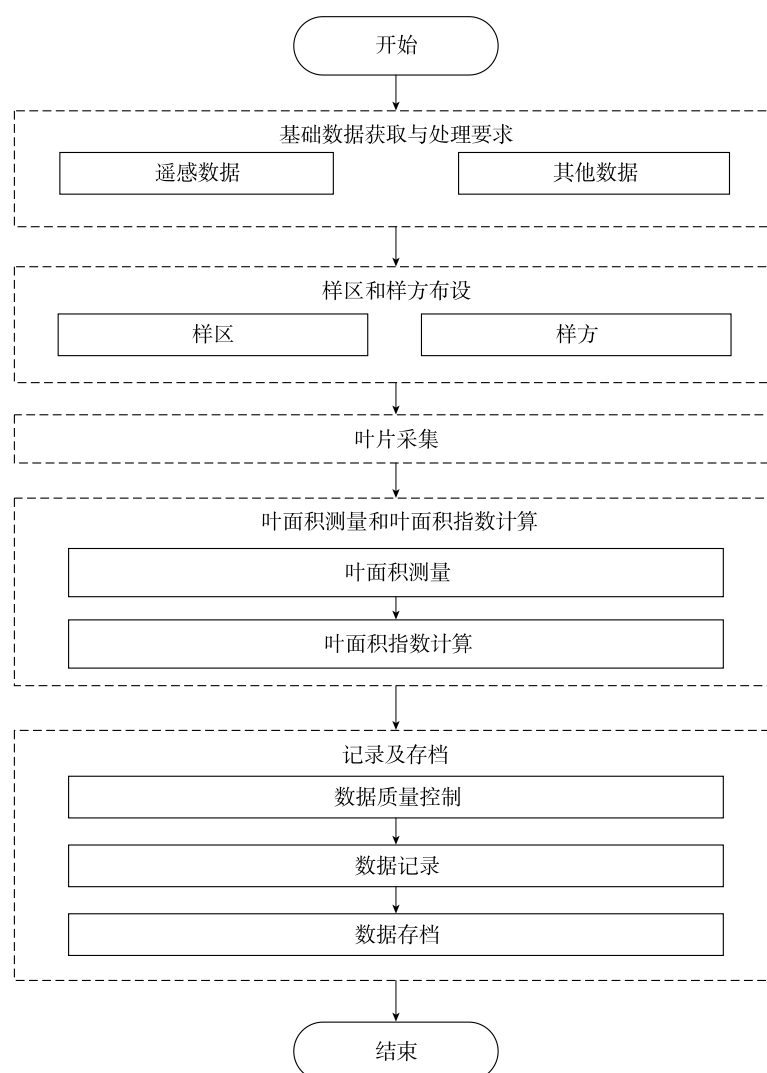 开始
基础数据获取与处理要求
遥感数据
其他数据
样区和样方布设
样区
样方
叶片采集
叶面积测量和叶面积指数计算
叶面积测量
叶面积指数计算
记录及存档
数据质量控制
数据记录
数据存档
结束